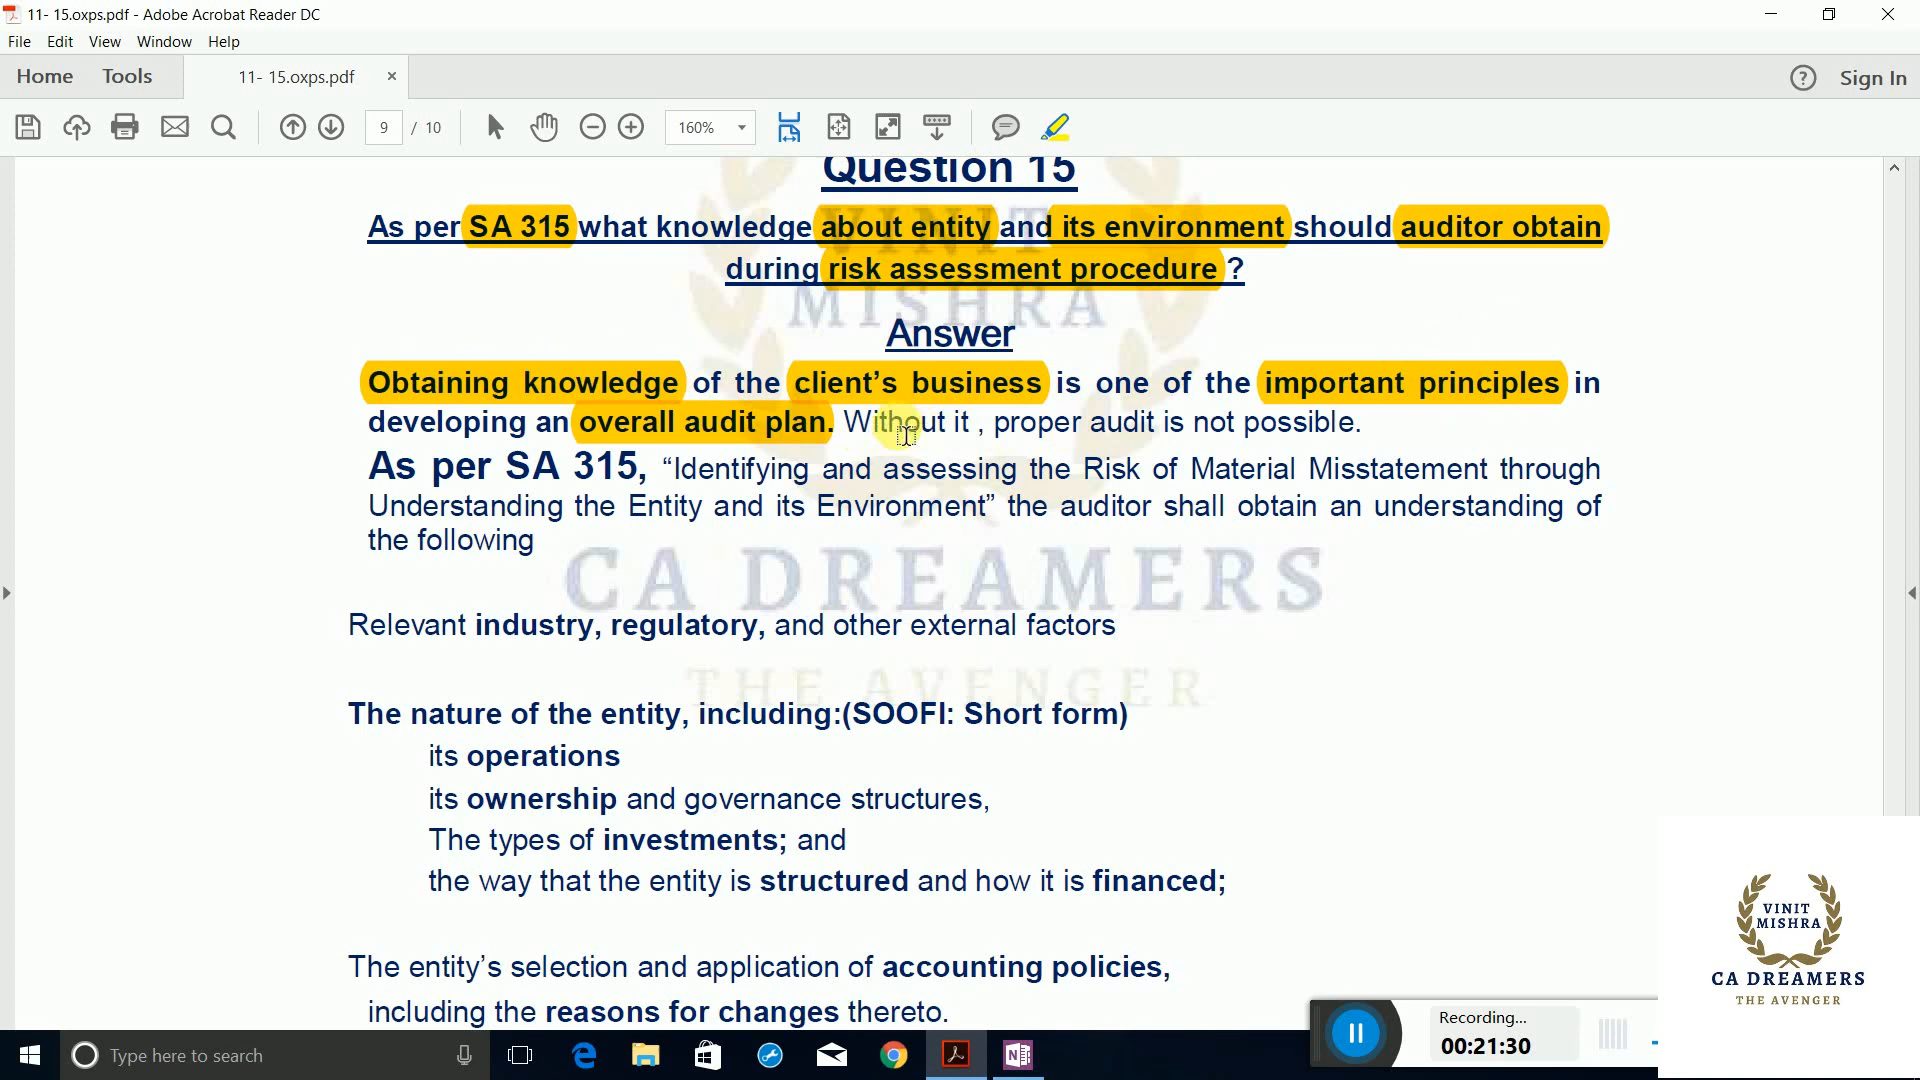 11- 15.oxps.pdf - Adobe Acrobat Reader DC
File Edit View Window Help
Home Tools 11- 15.oxps.pdf × ? Sign In
9 / 10 160%
Question 15
As per SA 315 what knowledge about entity and its environment should auditor obtain
during risk assessment procedure ?
Answer
Obtaining knowledge of the client’s business is one of the important principles in
developing an overall audit plan. Without it , proper audit is not possible.
As per SA 315, “Identifying and assessing the Risk of Material Misstatement through
Understanding the Entity and its Environment” the auditor shall obtain an understanding of
the following
Relevant industry, regulatory, and other external factors
The nature of the entity, including:(SOOFI: Short form)
its operations
its ownership and governance structures,
The types of investments; and
the way that the entity is structured and how it is financed;
The entity’s selection and application of accounting policies,
including the reasons for changes thereto.
VINIT
MISHRA
CA DREAMERS
THE AVENGER
VINIT
MISHRA
CA DREAMERS
THE AVENGER
Recording...
00:21:30
Type here to search